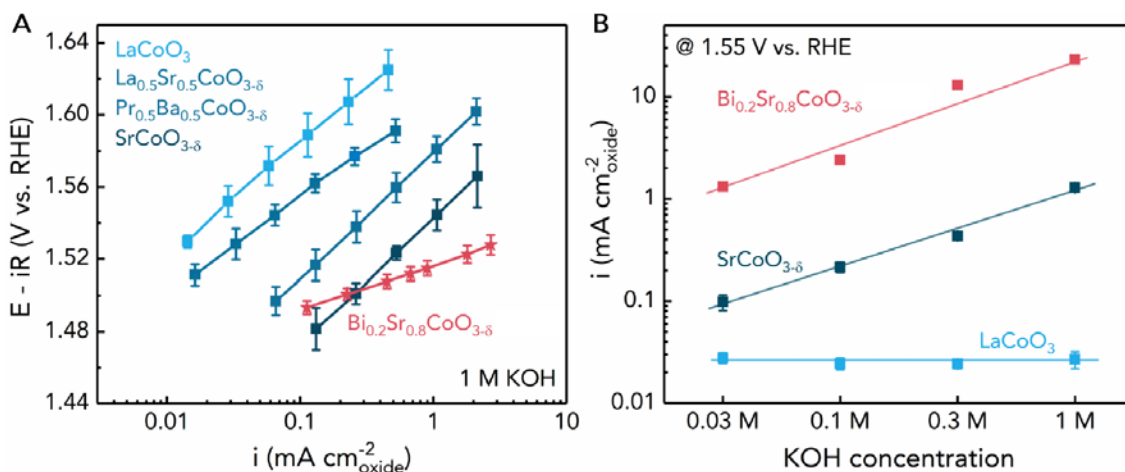 A
1.64
1.60
1.56
1.52
1.48
1.44
E - iR (V vs. RHE)
LaCoO₃
La₀.₅Sr₀.₅CoO₃₋δ
Pr₀.₅Ba₀.₅CoO₃₋δ
SrCoO₃₋δ
Bi₀.₂Sr₀.₈CoO₃₋δ
1 M KOH
0.01
0.1
1
10
i (mA cm⁻²oxide)
B
@ 1.55 V vs. RHE
10
1
0.1
0.01
i (mA cm⁻²oxide)
Bi₀.₂Sr₀.₈CoO₃₋δ
SrCoO₃₋δ
LaCoO₃
0.03 M
0.1 M
0.3 M
1 M
KOH concentration